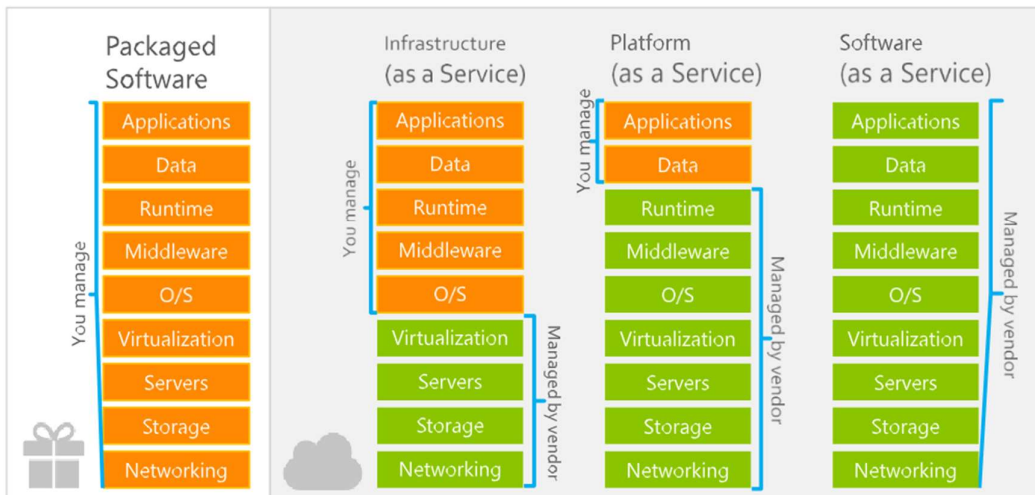 Packaged
Software
You manage
Applications
Data
Runtime
Middleware
O/S
Virtualization
Servers
Storage
Networking
Infrastructure
(as a Service)
You manage
Applications
Data
Runtime
Middleware
O/S
Virtualization
Servers
Storage
Networking
Managed by vendor
Platform
(as a Service)
You manage
Applications
Data
Runtime
Middleware
O/S
Virtualization
Servers
Storage
Networking
Managed by vendor
Software
(as a Service)
Applications
Data
Runtime
Middleware
O/S
Virtualization
Servers
Storage
Networking
Managed by vendor